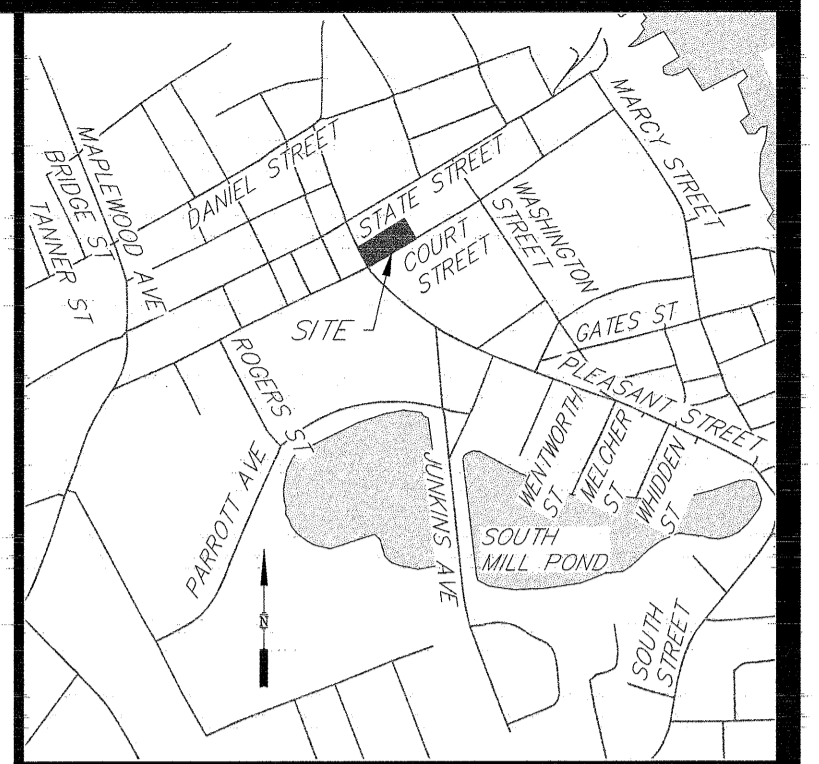 MARCY STREET
MAPLEWOOD AVE
BRIDGE ST
TANNER ST
DANIEL STREET
STATE STREET
WASHINGTON
STREET
COURT
STREET
SITE
GATES ST
ROGERS ST
PLEASANT STREET
WENTWORTH
ST
MELCHER
ST
WHIDDEN
ST
PARROTT AVE
JUNKINS AVE
SOUTH
MILL POND
N
SOUTH
STREET